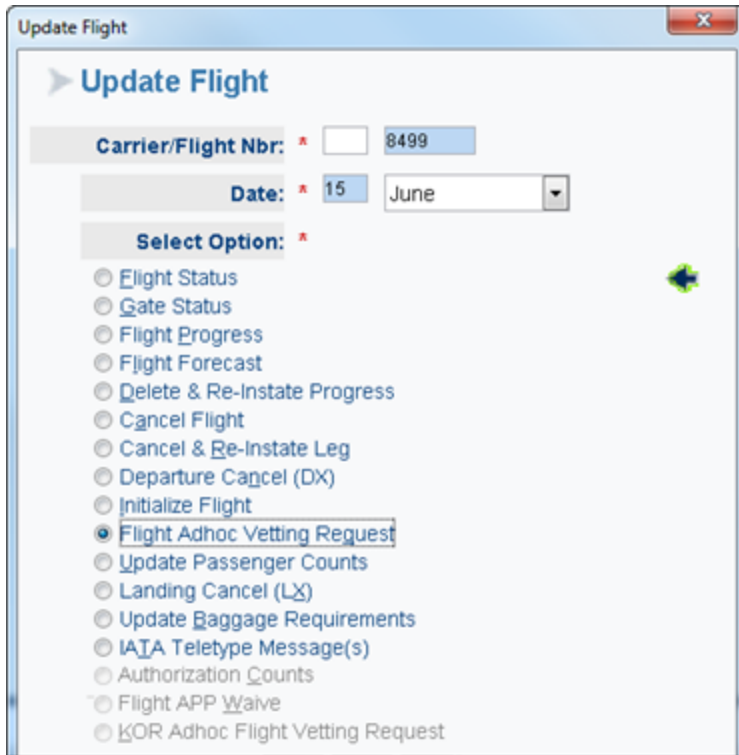 Update Flight
Update Flight
Carrier/Flight Nbr: * 8499
Date: * 15 June
Select Option: *
Flight Status
Gate Status
Flight Progress
Flight Forecast
Delete & Re-Instate Progress
Cancel Flight
Cancel & Re-Instate Leg
Departure Cancel (DX)
Initialize Flight
Flight Adhoc Vetting Request
Update Passenger Counts
Landing Cancel (LX)
Update Baggage Requirements
IATA Teletype Message(s)
Authorization Counts
Flight APP Waive
KOR Adhoc Flight Vetting Request